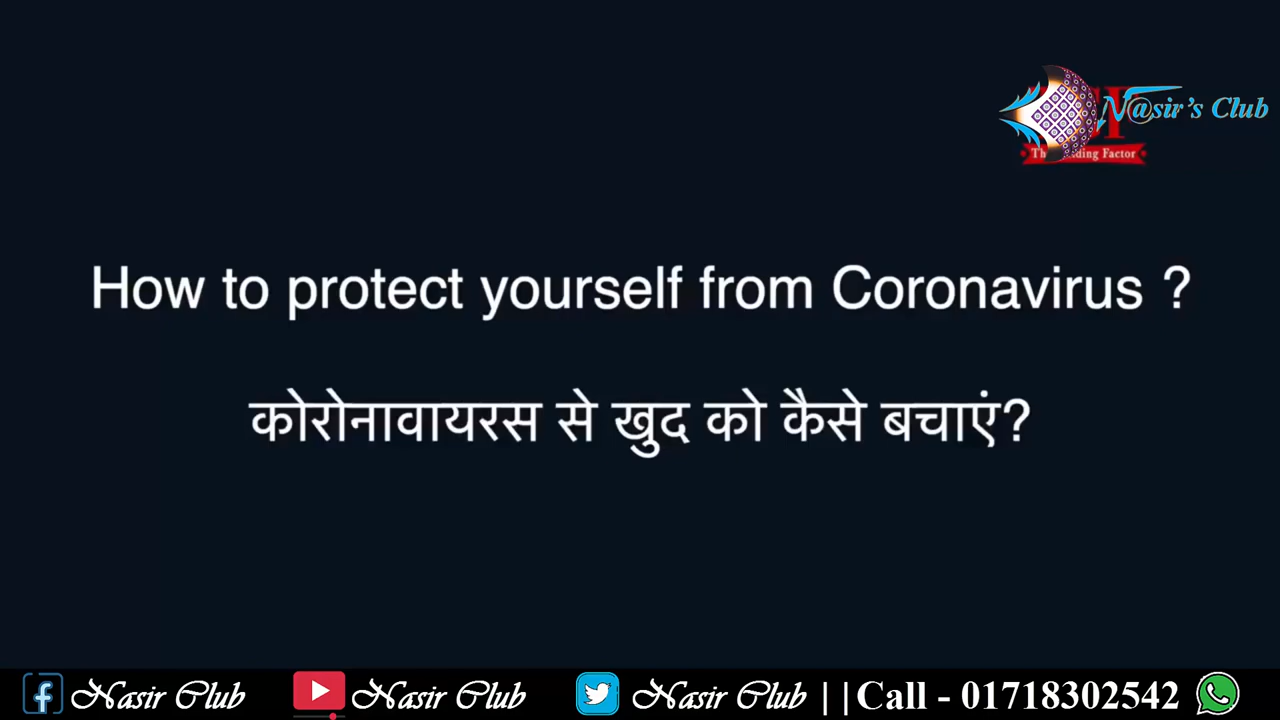 N@sir's Club
How to protect yourself from Coronavirus ?
कोरोनावायरस से खुद को कैसे बचाएं?
Nasir Club Nasir Club Nasir Club ||Call - 01718302542